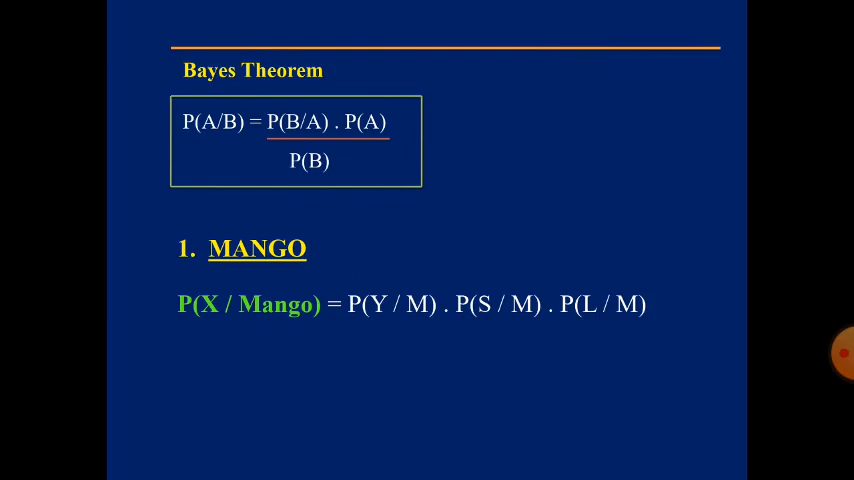 Bayes Theorem
P(A/B) = P(B/A) . P(A)
P(B)
1. MANGO
P(X / Mango) = P(Y / M) . P(S / M) . P(L / M)